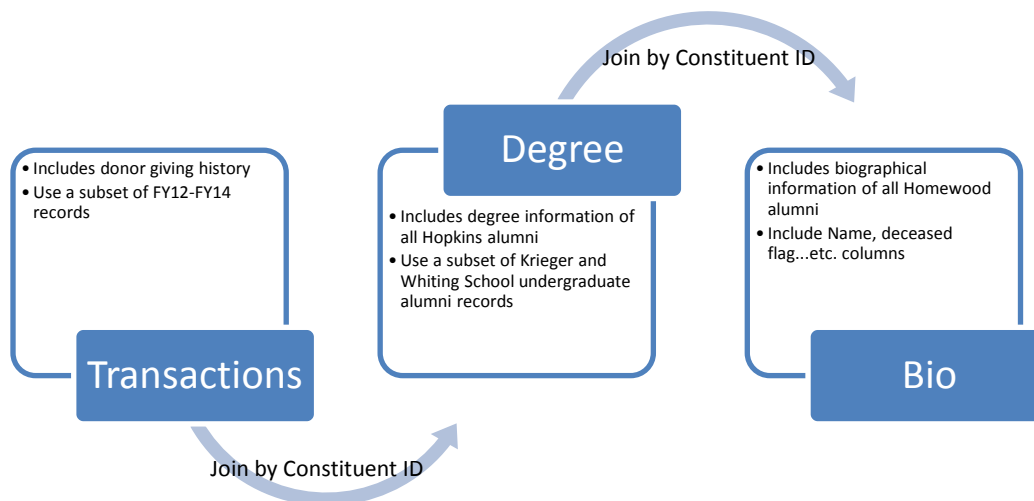 • Includes donor giving history
• Use a subset of FY12-FY14
records
Transactions
Join by Constituent ID
Degree
• Includes degree information of
all Hopkins alumni
• Use a subset of Krieger and
Whiting School undergraduate
alumni records
Join by Constituent ID
• Includes biographical
information of all Homewood
alumni
• Include Name, deceased
flag...etc. columns
Bio